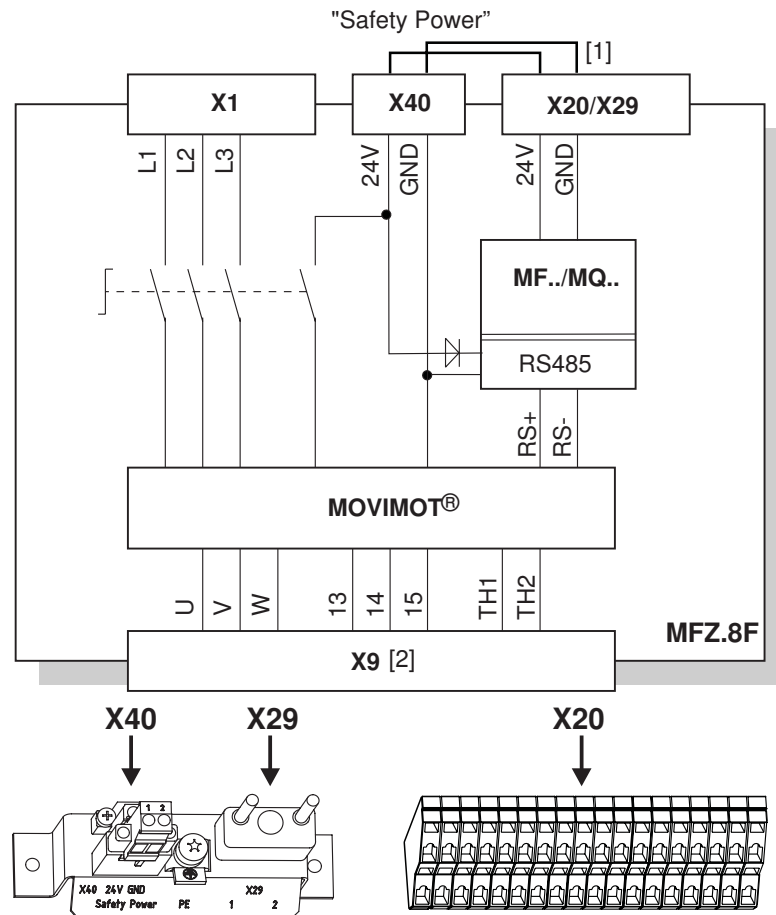 "Safety Power”
[1]
X1
X40
X20/X29
L1
L2
L3
24V
GND
24V
GND
MF../MQ..
RS485
RS+
RS-
MOVIMOT®
U
V
W
13
14
15
TH1
TH2
MFZ.8F
X9 [2]
X40
X29
X20
1 2
X40 24V GND
X29
Safety Power
PE
1
2